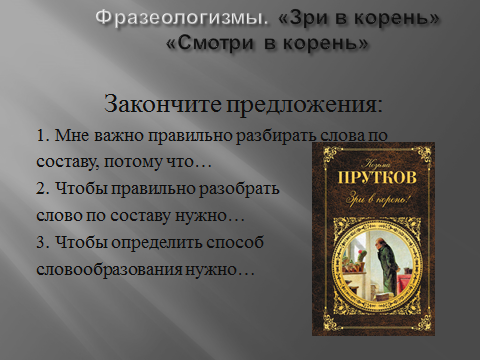 Фразеологизмы. «Зри в корень»
«Смотри в корень»
Закончите предложения:
1. Мне важно правильно разбирать слова по
составу, потому что…
2. Чтобы правильно разобрать
слово по составу нужно…
3. Чтобы определить способ
словообразования нужно…
Козьма
ПРУТКОВ
Зри в корень!